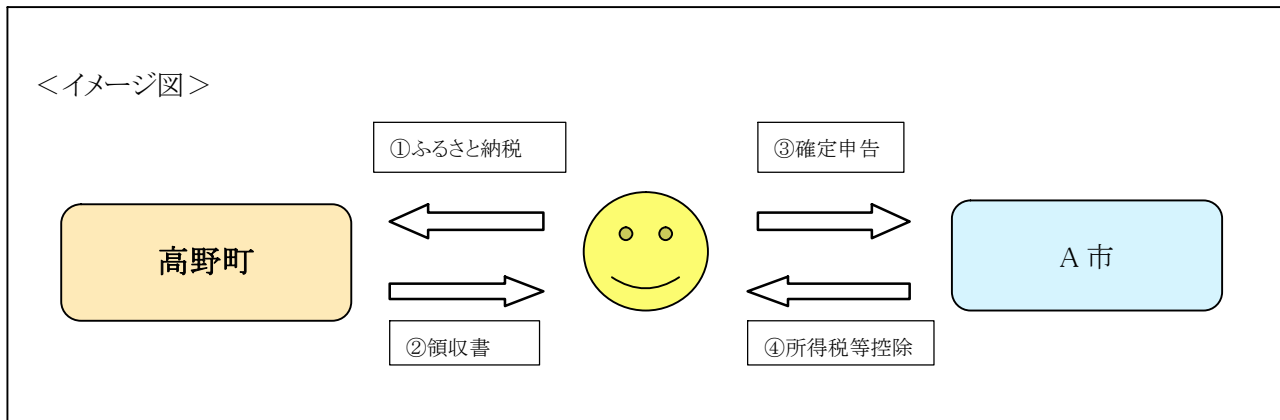 ＜イメージ図＞
①ふるさと納税
③確定申告
高野町
A 市
②領収書
④所得税等控除